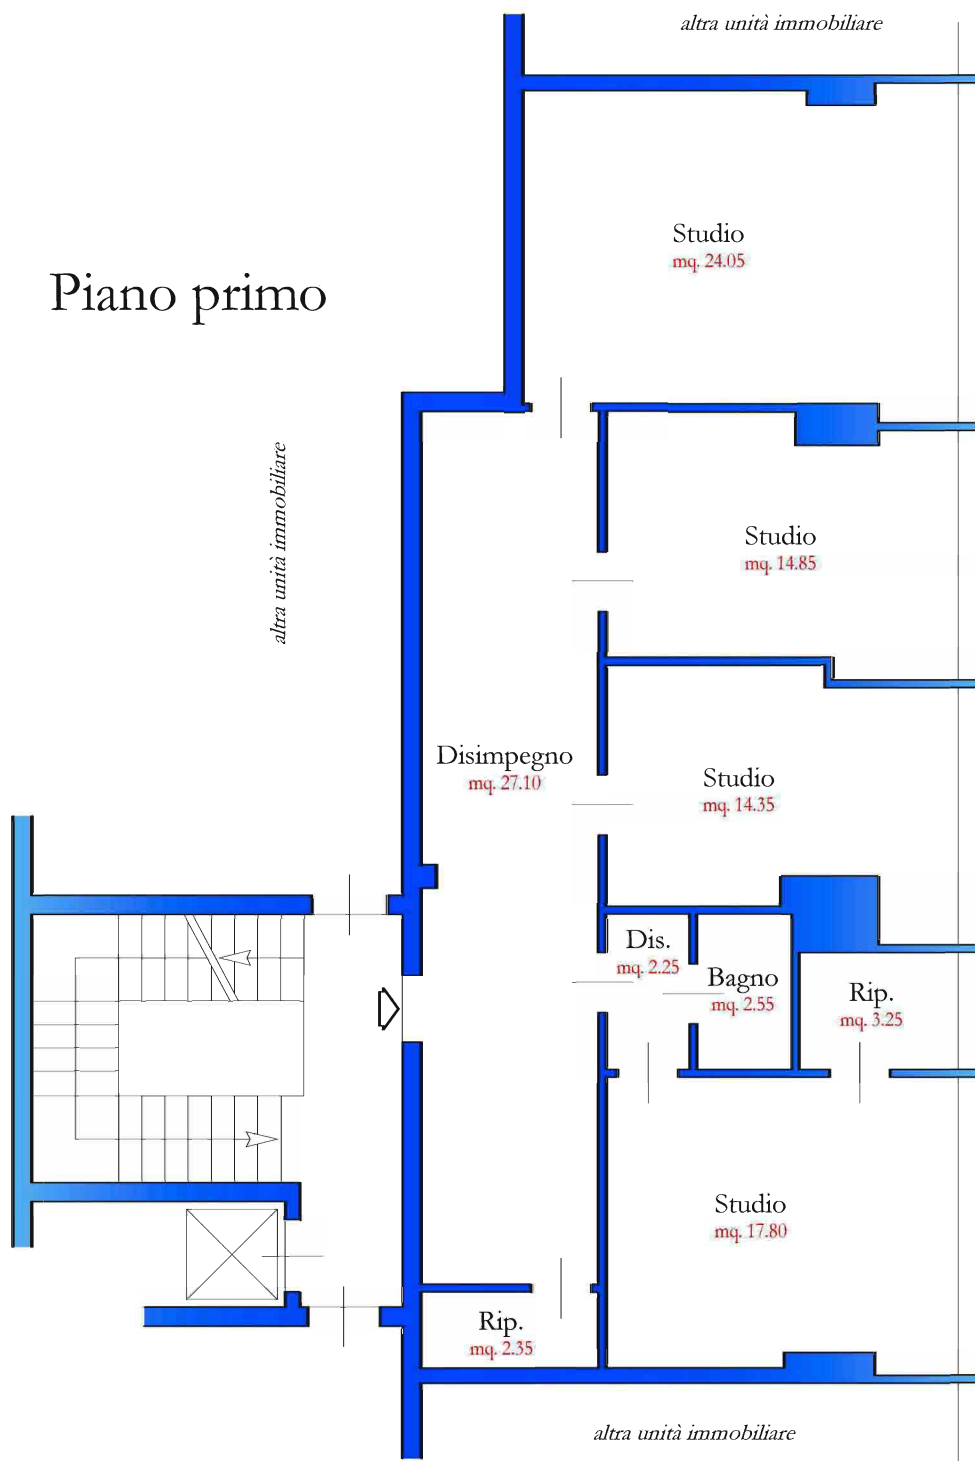 altra unità immobiliare
Studio
mq. 24.05
Piano primo
altra unità immobiliare
Studio
mq. 14.85
Disimpegno
mq. 27.10
Studio
mq. 14.35
Dis.
mq. 2.25
Bagno
mq. 2.55
Rip.
mq. 3.25
Studio
mq. 17.80
Rip.
mq. 2.35
altra unità immobiliare